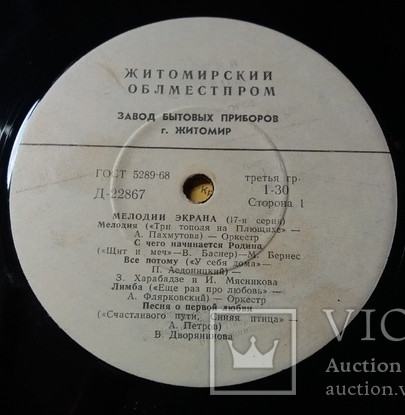 ЖИТОМИРСКИЙ
ОБЛМЕСТПРОМ
ЗАВОД БЫТОВЫХ ПРИБОРОВ
г. ЖИТОМИР
ГОСТ 5289-68
третья гр.
Д-22867
1-30
Сторона 1
МЕЛОДИИ ЭКРАНА (17-я серия)
Мелодия («Три тополя на Плющихе» —
А. Пахмутова) — Оркестр
С чего начинается Родина
(«Щит и меч» — В. Баснер) — М. Бернес
Все потому («У себя дома» —
П. Аедоницкий) —
З. Харабадзе и И. Мясникова
Лимба («Еще раз про любовь» —
А. Флярковский) — Оркестр
Песня о первой любви
(«Счастливого пути, Синяя птица» —
А. Петров)
В. Дворянинова
VIO
Auction
auction.v